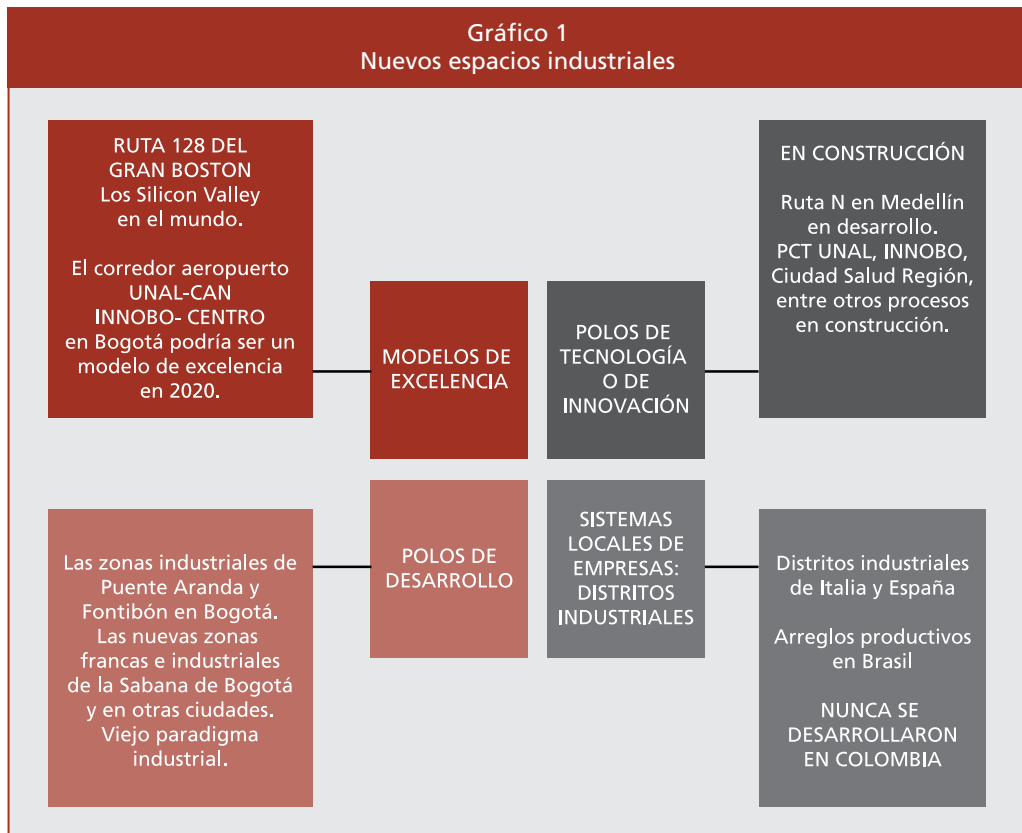 Gráfico 1
Nuevos espacios industriales
RUTA 128 DEL
GRAN BOSTON
Los Silicon Valley
en el mundo.
El corredor aeropuerto
UNAL-CAN
INNOBO- CENTRO
en Bogotá podría ser un
modelo de excelencia
en 2020.
MODELOS DE
EXCELENCIA
POLOS DE
TECNOLOGÍA
O DE
INNOVACIÓN
EN CONSTRUCCIÓN
Ruta N en Medellín
en desarrollo.
PCT UNAL, INNOBO,
Ciudad Salud Región,
entre otros procesos
en construcción.
Las zonas industriales de
Puente Aranda y
Fontibón en Bogotá.
Las nuevas zonas
francas e industriales
de la Sabana de Bogotá
y en otras ciudades.
Viejo paradigma
industrial.
POLOS DE
DESARROLLO
SISTEMAS
LOCALES DE
EMPRESAS:
DISTRITOS
INDUSTRIALES
Distritos industriales
de Italia y España
Arreglos productivos
en Brasil
NUNCA SE
DESARROLLARON
EN COLOMBIA